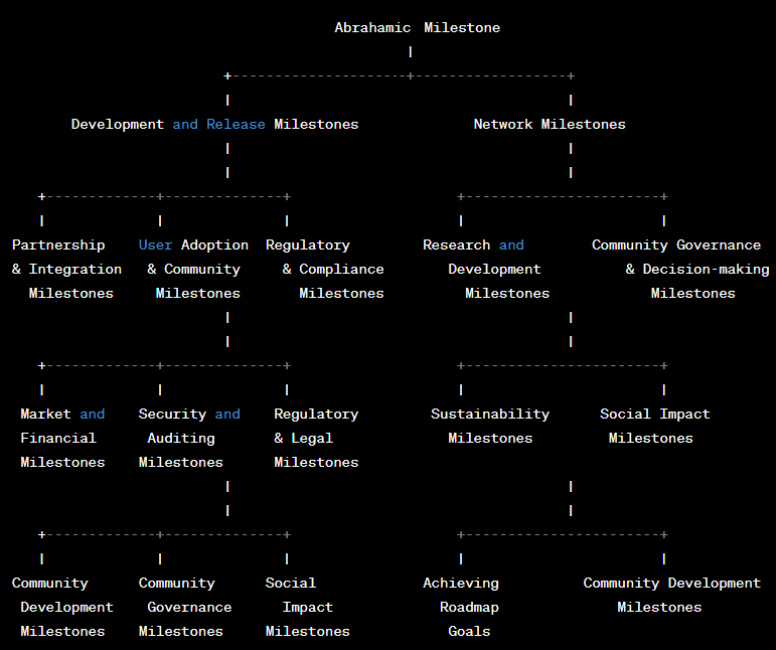 Abrahamic Milestone
|
+---------------------+-------------------+
| |
Development and Release Milestones Network Milestones
| |
| |
+--------------+--------------+ +------------------------+
| | | | |
Partnership User Adoption Regulatory Research and Community Governance
& Integration & Community & Compliance Development & Decision-making
Milestones Milestones Milestones Milestones Milestones
| |
| |
+--------------+--------------+ +------------------------+
| | | | |
Market and Security and Regulatory Sustainability Social Impact
Financial Auditing & Legal Milestones Milestones
Milestones Milestones Milestones
| |
| |
+--------------+--------------+ +------------------------+
| | | | |
Community Community Social Achieving Community Development
Development Governance Impact Roadmap Milestones
Milestones Milestones Milestones Goals